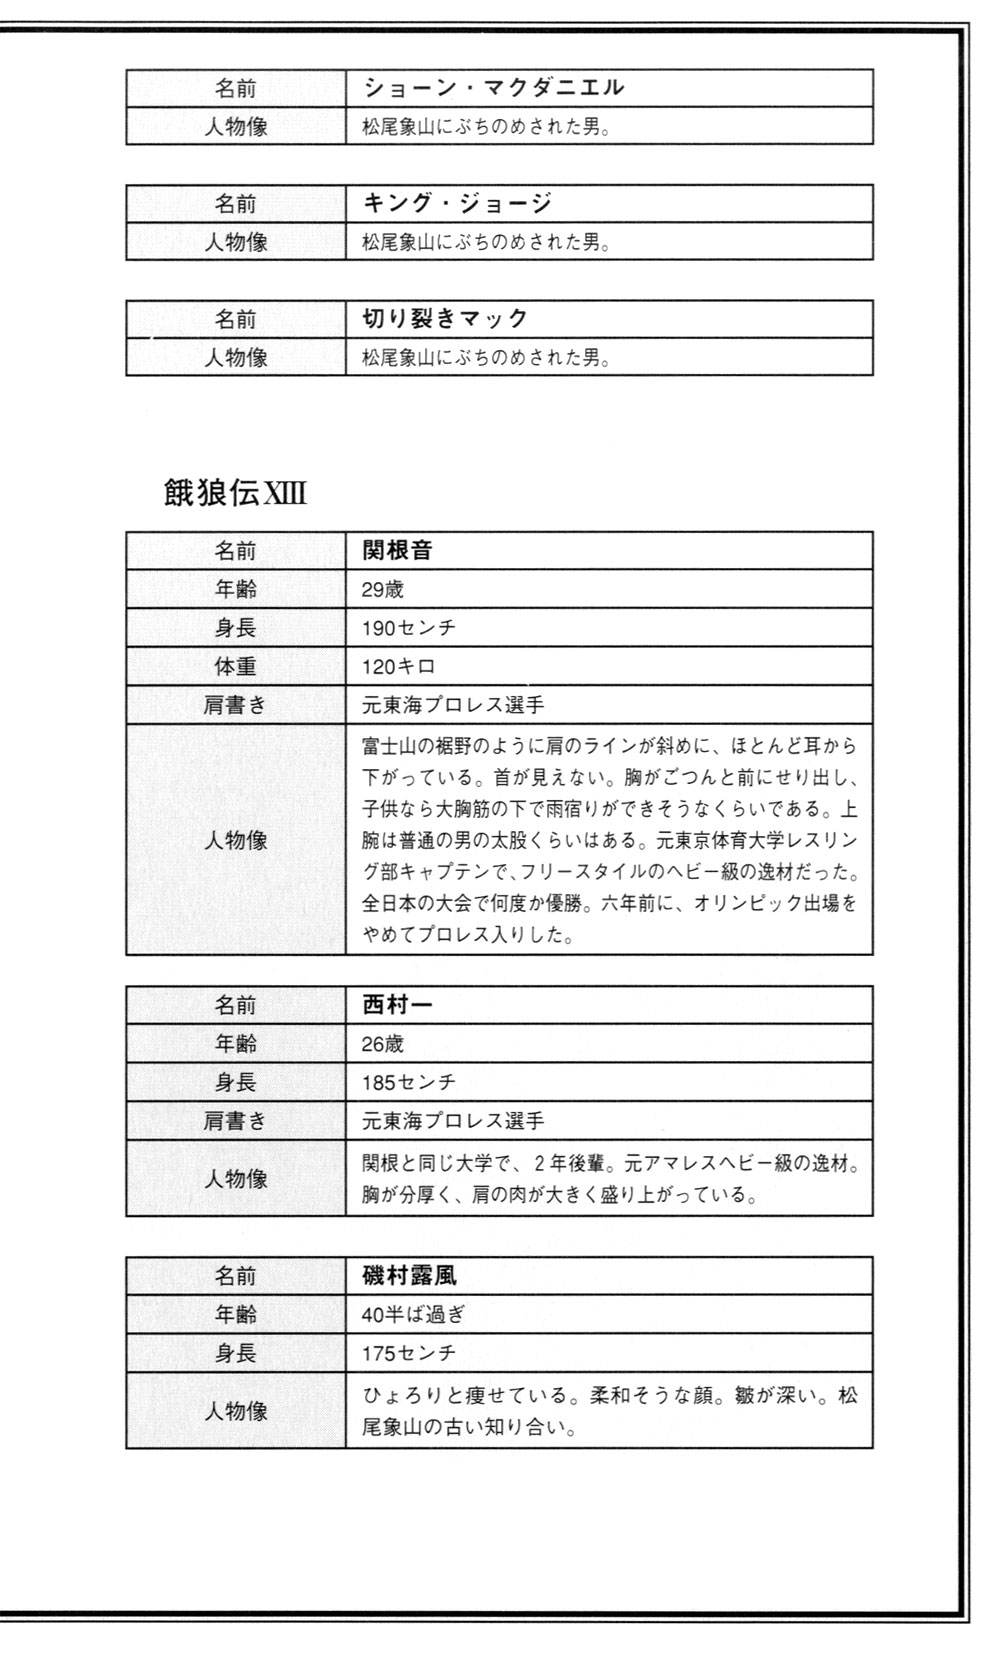 名前 ショーン・マクダニエル
人物像 松尾象山にぶちのめされた男。
名前 キング・ジョージ
人物像 松尾象山にぶちのめされた男。
名前 切り裂きマック
人物像 松尾象山にぶちのめされた男。
餓狼伝XIII
名前 関根音
年齢 29歳
身長 190センチ
体重 120キロ
肩書き 元東海プロレス選手
人物像
富士山の裾野のように肩のラインが斜めに、ほとんど耳から
下がっている。首が見えない。胸がごつんと前にせり出し、
子供なら大胸筋の下で雨宿りができそうなくらいである。上
腕は普通の男の太股くらいはある。元東京体育大学レスリン
グ部キャプテンで、フリースタイルのヘビー級の逸材だった。
全日本の大会で何度か優勝。六年前に、オリンピック出場を
やめてプロレス入りした。
名前 西村一
年齢 26歳
身長 185センチ
肩書き 元東海プロレス選手
人物像
関根と同じ大学で、２年後輩。元アマレスヘビー級の逸材。
胸が分厚く、肩の肉が大きく盛り上がっている。
名前 磯村露風
年齢 40半ば過ぎ
身長 175センチ
人物像
ひょろりと痩せている。柔和そうな顔。皺が深い。松
尾象山の古い知り合い。